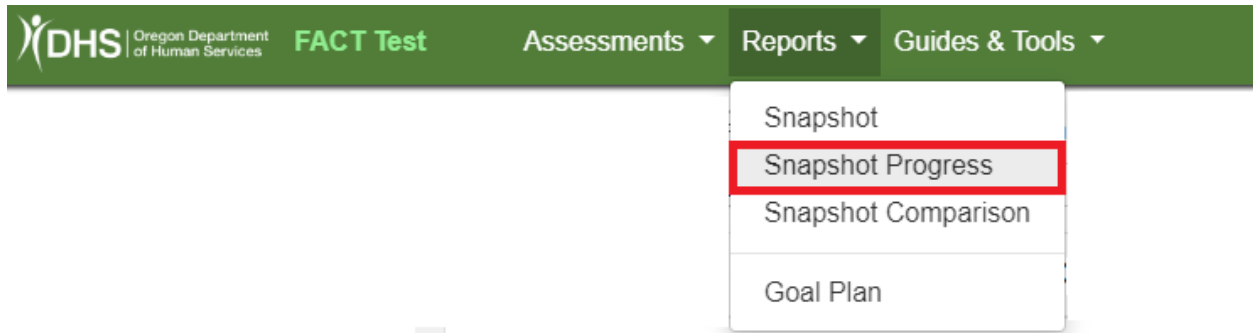 DHS Oregon Department of Human Services FACT Test Assessments Reports Guides & Tools
Snapshot
Snapshot Progress
Snapshot Comparison
Goal Plan